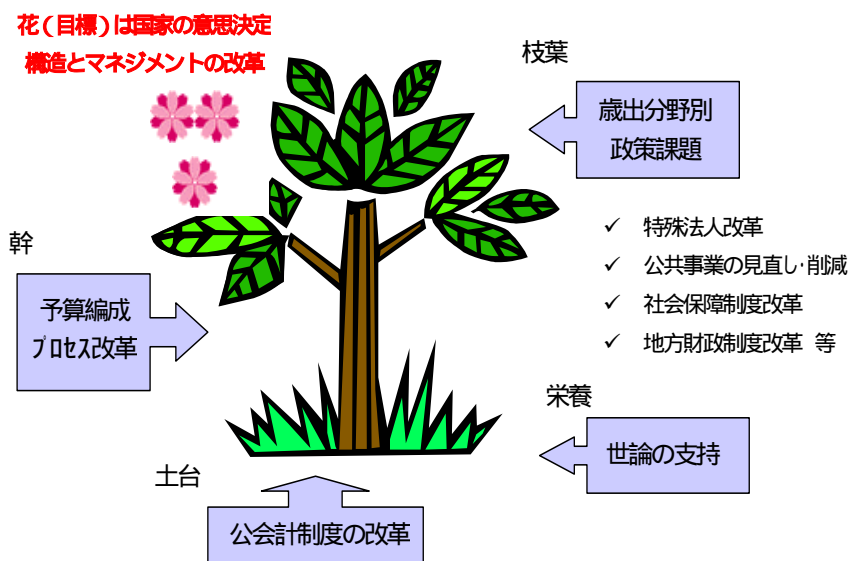 花(目標)は国家の意思決定
構造とマネジメントの改革
枝葉
歳出分野別
政策課題
✓ 特殊法人改革
✓ 公共事業の見直し・削減
✓ 社会保障制度改革
✓ 地方財政制度改革 等
幹
予算編成
プロセス改革
栄養
世論の支持
土台
公会計制度の改革